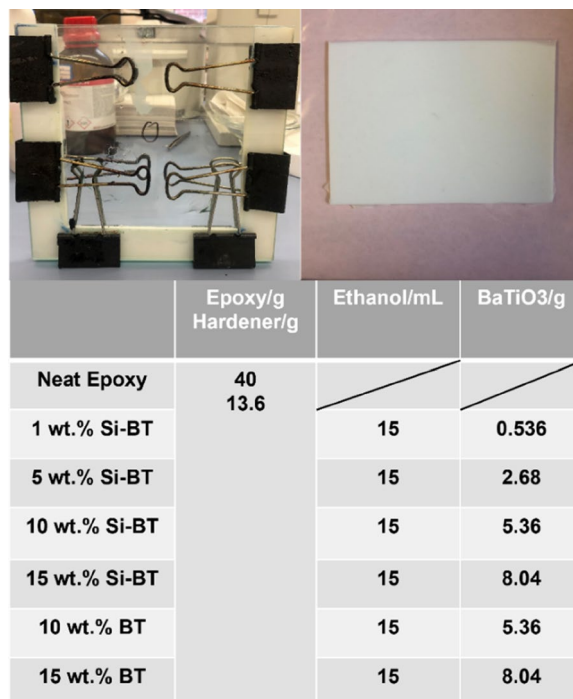 Epoxy/g Ethanol/mL BaTiO3/g
Hardener/g
Neat Epoxy 40
13.6
1 wt.% Si-BT 15 0.536
5 wt.% Si-BT 15 2.68
10 wt.% Si-BT 15 5.36
15 wt.% Si-BT 15 8.04
10 wt.% BT 15 5.36
15 wt.% BT 15 8.04